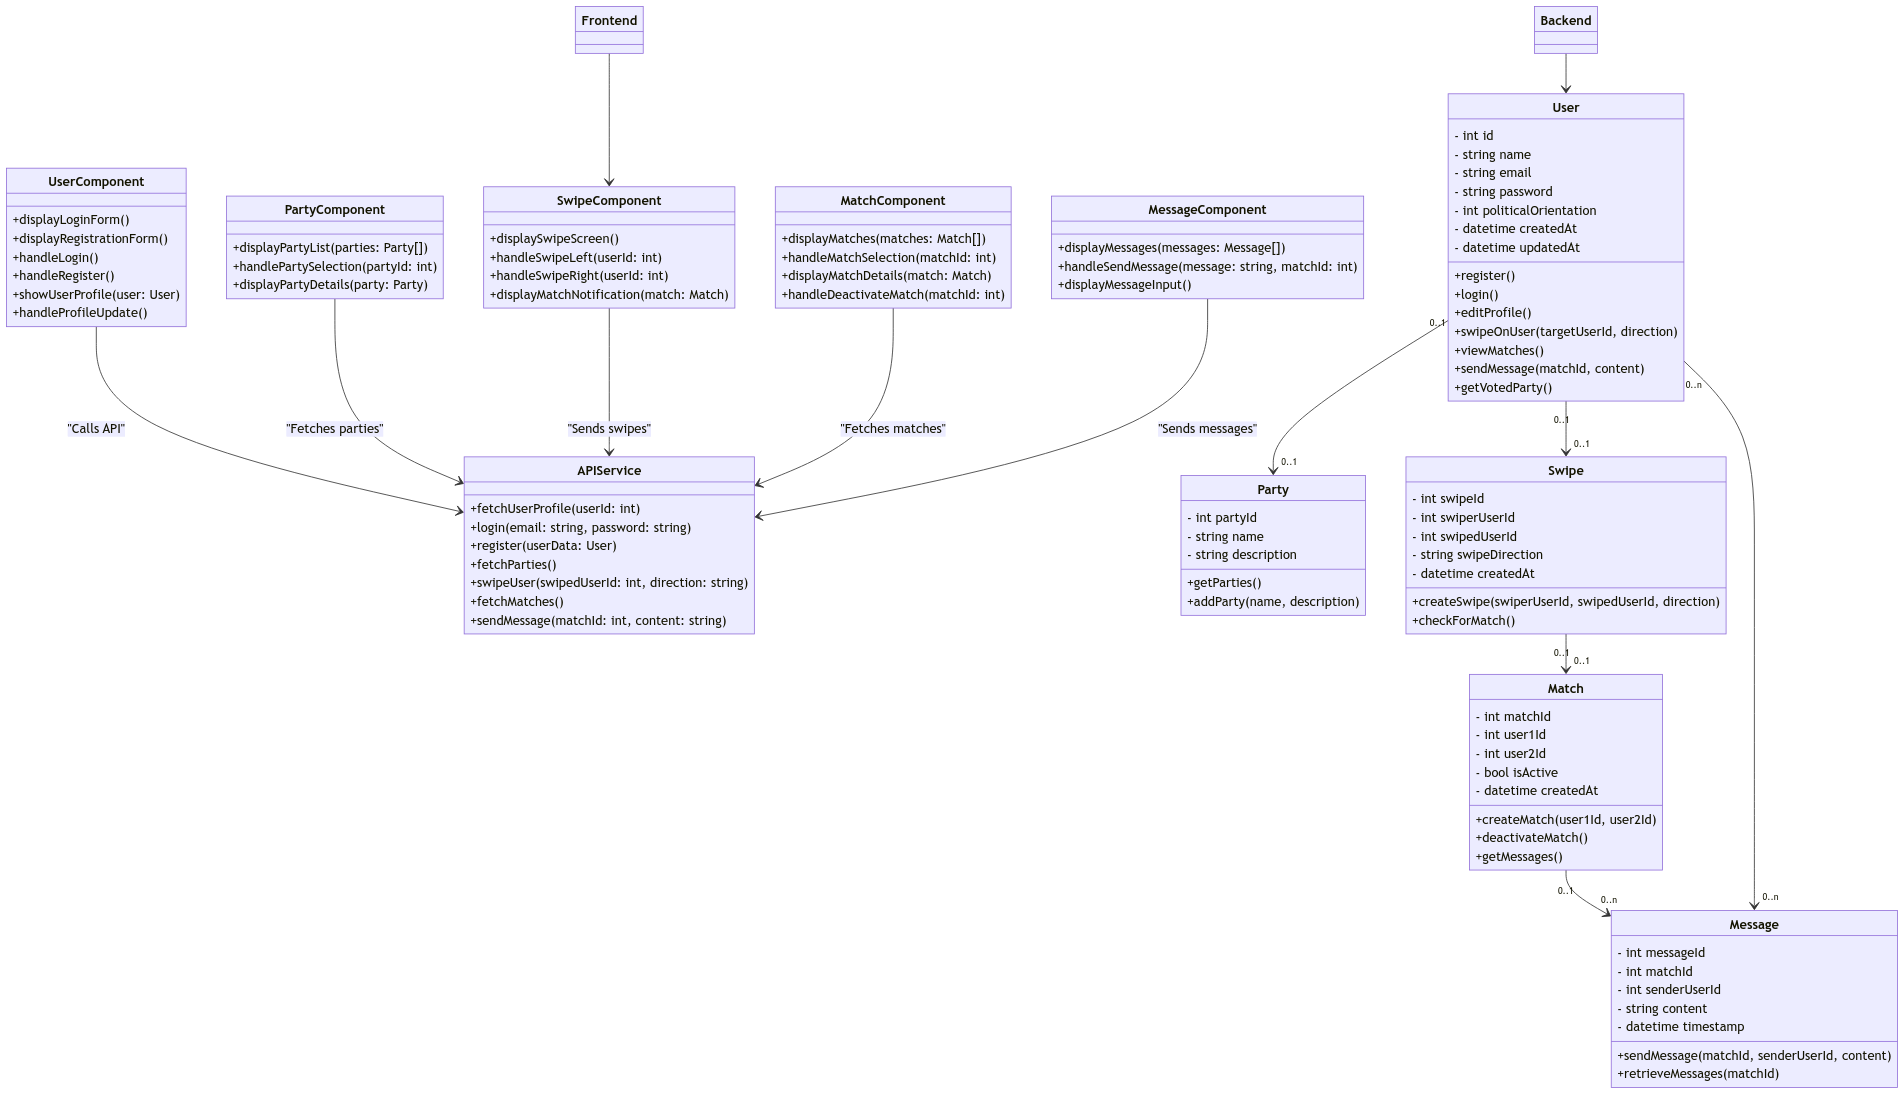 Frontend
Backend
UserComponent
+displayLoginForm()
+displayRegistrationForm()
+handleLogin()
+handleRegister()
+showUserProfile(user: User)
+handleProfileUpdate()
PartyComponent
+displayPartyList(parties: Party[])
+handlePartySelection(partyId: int)
+displayPartyDetails(party: Party)
SwipeComponent
+displaySwipeScreen()
+handleSwipeLeft(userId: int)
+handleSwipeRight(userId: int)
+displayMatchNotification(match: Match)
MatchComponent
+displayMatches(matches: Match[])
+handleMatchSelection(matchId: int)
+displayMatchDetails(match: Match)
+handleDeactivateMatch(matchId: int)
MessageComponent
+displayMessages(messages: Message[])
+handleSendMessage(message: string, matchId: int)
+displayMessageInput()
User
- int id
- string name
- string email
- string password
- int politicalOrientation
- datetime createdAt
- datetime updatedAt
+register()
+login()
+editProfile()
+swipeOnUser(targetUserId, direction)
+viewMatches()
+sendMessage(matchId, content)
+getVotedParty()
0..1
0..n
0..1
"Calls API"
"Fetches parties"
"Sends swipes"
"Fetches matches"
"Sends messages"
0..1
0..1
APIService
+fetchUserProfile(userId: int)
+login(email: string, password: string)
+register(userData: User)
+fetchParties()
+swipeUser(swipedUserId: int, direction: string)
+fetchMatches()
+sendMessage(matchId: int, content: string)
Party
- int partyId
- string name
- string description
+getParties()
+addParty(name, description)
Swipe
- int swipeId
- int swiperUserId
- int swipedUserId
- string swipeDirection
- datetime createdAt
+createSwipe(swiperUserId, swipedUserId, direction)
+checkForMatch()
0..1
0..1
Match
- int matchId
- int user1Id
- int user2Id
- bool isActive
- datetime createdAt
+createMatch(user1Id, user2Id)
+deactivateMatch()
+getMessages()
0..1
0..n
0..n
Message
- int messageId
- int matchId
- int senderUserId
- string content
- datetime timestamp
+sendMessage(matchId, senderUserId, content)
+retrieveMessages(matchId)